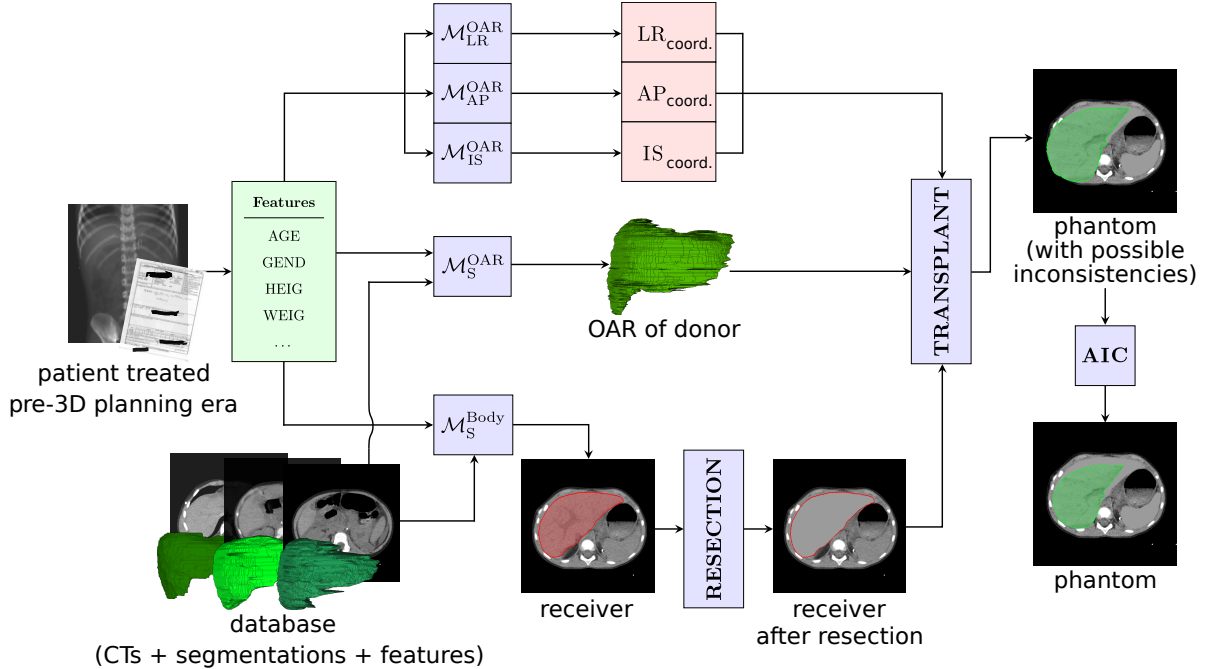 M_LR^OAR
LR_coord.
M_AP^OAR
AP_coord.
M_IS^OAR
IS_coord.
Features
AGE
GEND
HEIG
WEIG
...
patient treated
pre-3D planning era
M_S^OAR
OAR of donor
TRANSPLANT
phantom
(with possible
inconsistencies)
AIC
phantom
M_S^Body
database
(CTs + segmentations + features)
receiver
RESECTION
receiver
after resection